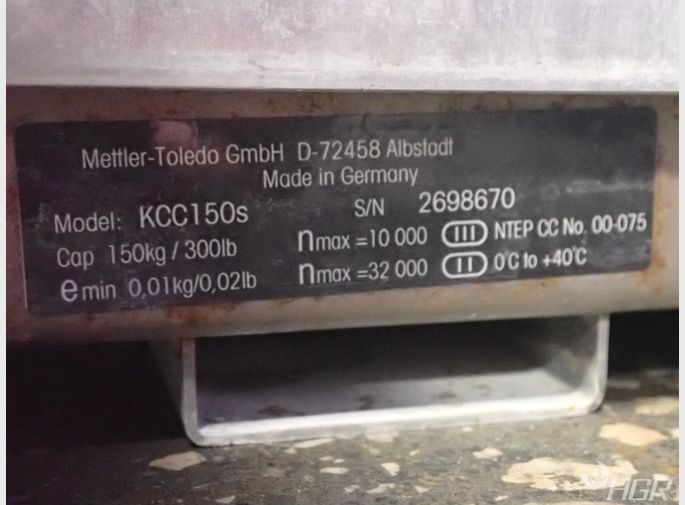 Mettler-Toledo GmbH D-72458 Albstadt
Made in Germany
Model: KCC150s S/N 2698670
Cap 150kg / 300lb nmax =10 000 III NTEP CC No. 00-075
emin 0,01kg/0,02lb nmax =32 000 II 0°C to +40°C
HGR